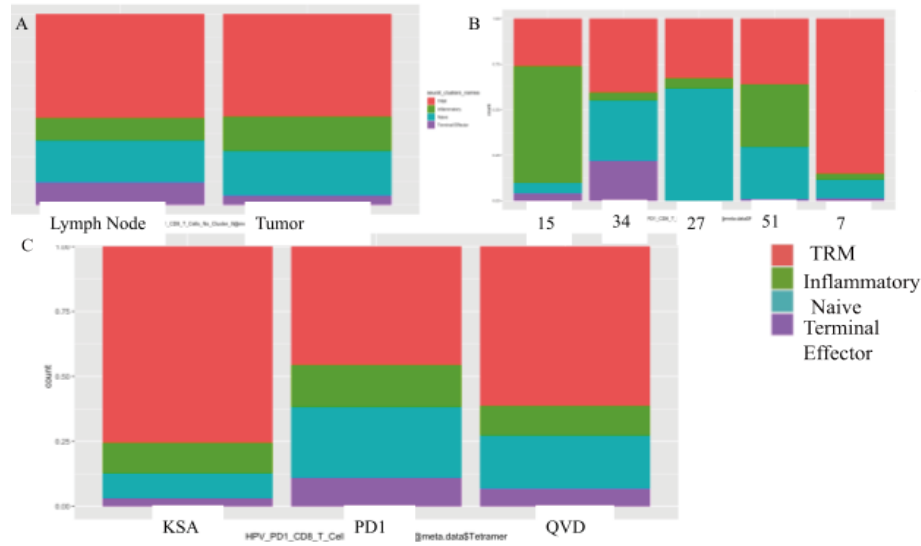 A
Lymph Node
Tumor
B
15
34
27
51
7
TRM
Inflammatory
Naive
Terminal
Effector
C
1.00
0.75
0.50
0.25
0.00
count
KSA
PD1
QVD
HPV_PD1_CD8_T_Cell
@meta.data$Tetramer